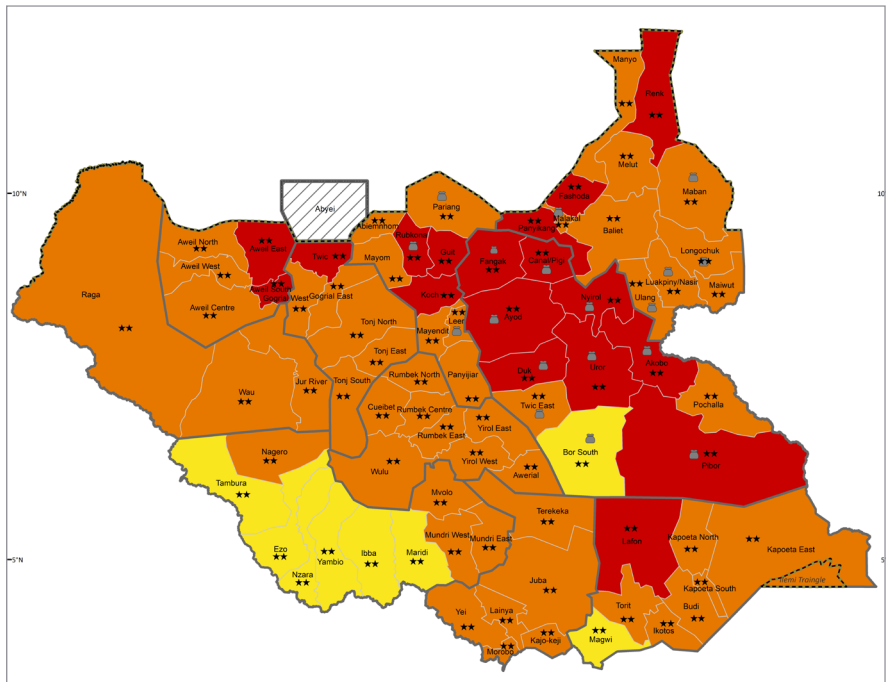 Manyo
Renk
Melut
10°N
10
Fashoda
Maban
Abyei
Pariang
Malakal
Abiemnhom
Panyikang
Baliet
Aweil North
Aweil East
Rubkona
Guit
Fangak
Canal/Pigi
Longochuk
Twic
Mayom
Aweil West
Luakpiny/Nasir
Maiwut
Aweil South
Gogrial West
Gogrial East
Koch
Nyirol
Ulang
Raga
Aweil Centre
Leer
Ayod
Tonj North
Mayendit
Tonj East
Akobo
Uror
Duk
Rumbek North
Panyijiar
Jur River
Tonj South
Wau
Twic East
Pochalla
Cueibet
Rumbek Centre
Yirol East
Rumbek East
Bor South
Nagero
Yirol West
Awerial
Pibor
Wulu
Tambura
Mvolo
Terekeka
Lafon
Mundri West
Mundri East
Kapoeta North
Kapoeta East
Ezo
Yambio
Ibba
Maridi
5°N
5°
Nzara
Juba
Kapoeta South
Ilemi Traingle
Torit
Budi
Lainya
Yei
Magwi
Ikotos
Kajo-keji
Morobo